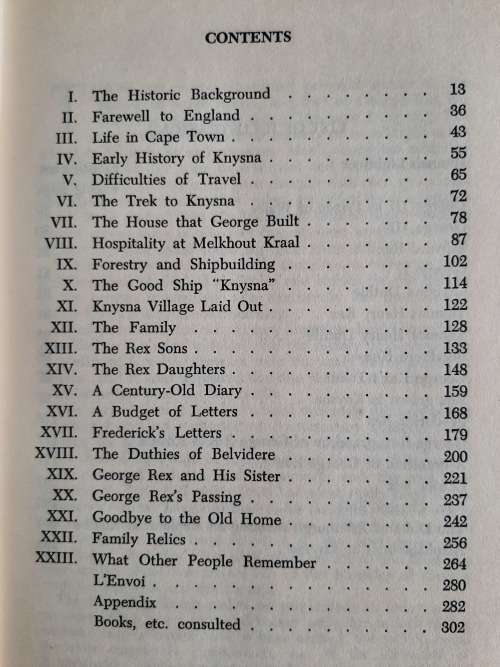 CONTENTS
I. The Historic Background . . . . . . . . 13
II. Farewell to England . . . . . . . . . 36
III. Life in Cape Town . . . . . . . . . 43
IV. Early History of Knysna . . . . . . . . 55
V. Difficulties of Travel . . . . . . . . . 65
VI. The Trek to Knysna . . . . . . . . . 72
VII. The House that George Built . . . . . . 78
VIII. Hospitality at Melkhout Kraal . . . . . . 87
IX. Forestry and Shipbuilding . . . . . . . 102
X. The Good Ship "Knysna" . . . . . . . 114
XI. Knysna Village Laid Out . . . . . . . . 122
XII. The Family . . . . . . . . . . . 128
XIII. The Rex Sons . . . . . . . . . . 133
XIV. The Rex Daughters . . . . . . . . . 148
XV. A Century-Old Diary . . . . . . . . . 159
XVI. A Budget of Letters . . . . . . . . . 168
XVII. Frederick's Letters . . . . . . . . . 179
XVIII. The Duthies of Belvidere . . . . . . . . 200
XIX. George Rex and His Sister . . . . . . . 221
XX. George Rex's Passing . . . . . . . . . 237
XXI. Goodbye to the Old Home . . . . . . . 242
XXII. Family Relics . . . . . . . . . . 256
XXIII. What Other People Remember . . . . . . 264
L'Envoi . . . . . . . . . . . . 280
Appendix . . . . . . . . . . . 282
Books, etc. consulted . . . . . . . . . 302